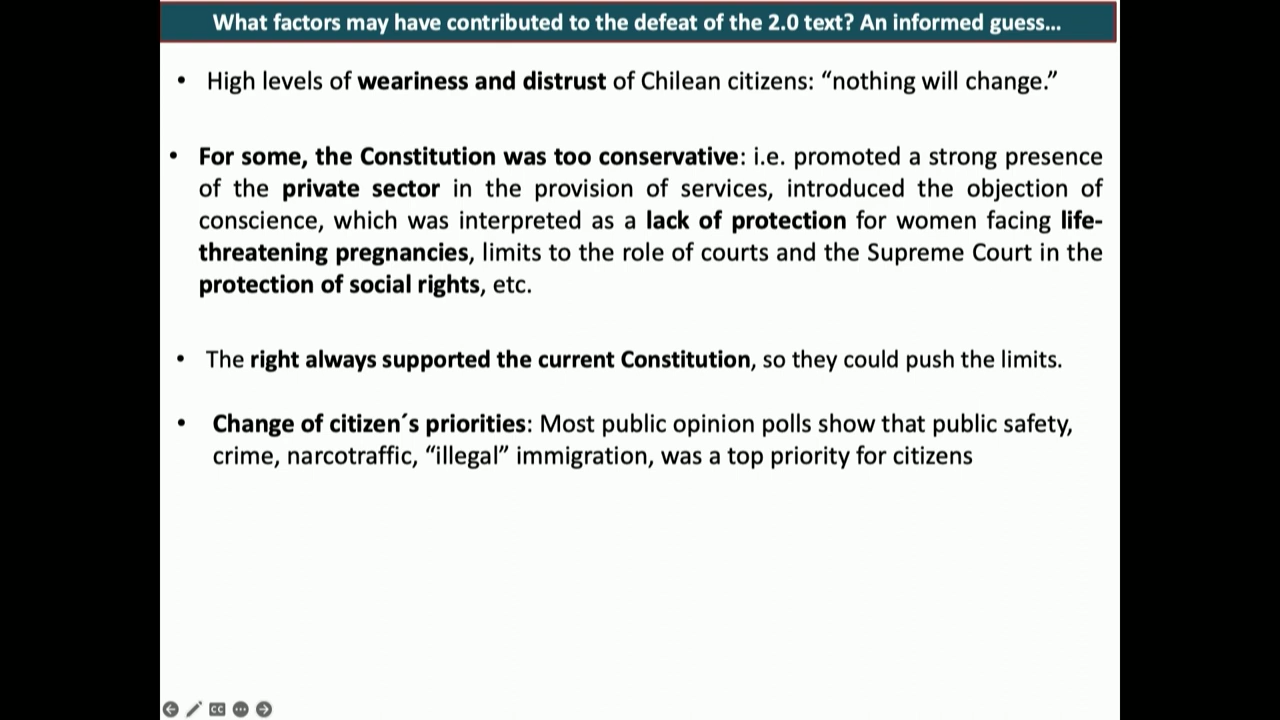 What factors may have contributed to the defeat of the 2.0 text? An informed guess...
• High levels of weariness and distrust of Chilean citizens: “nothing will change.”
• For some, the Constitution was too conservative: i.e. promoted a strong presence
of the private sector in the provision of services, introduced the objection of
conscience, which was interpreted as a lack of protection for women facing life-
threatening pregnancies, limits to the role of courts and the Supreme Court in the
protection of social rights, etc.
• The right always supported the current Constitution, so they could push the limits.
• Change of citizen´s priorities: Most public opinion polls show that public safety,
crime, narcotraffic, “illegal” immigration, was a top priority for citizens
CC